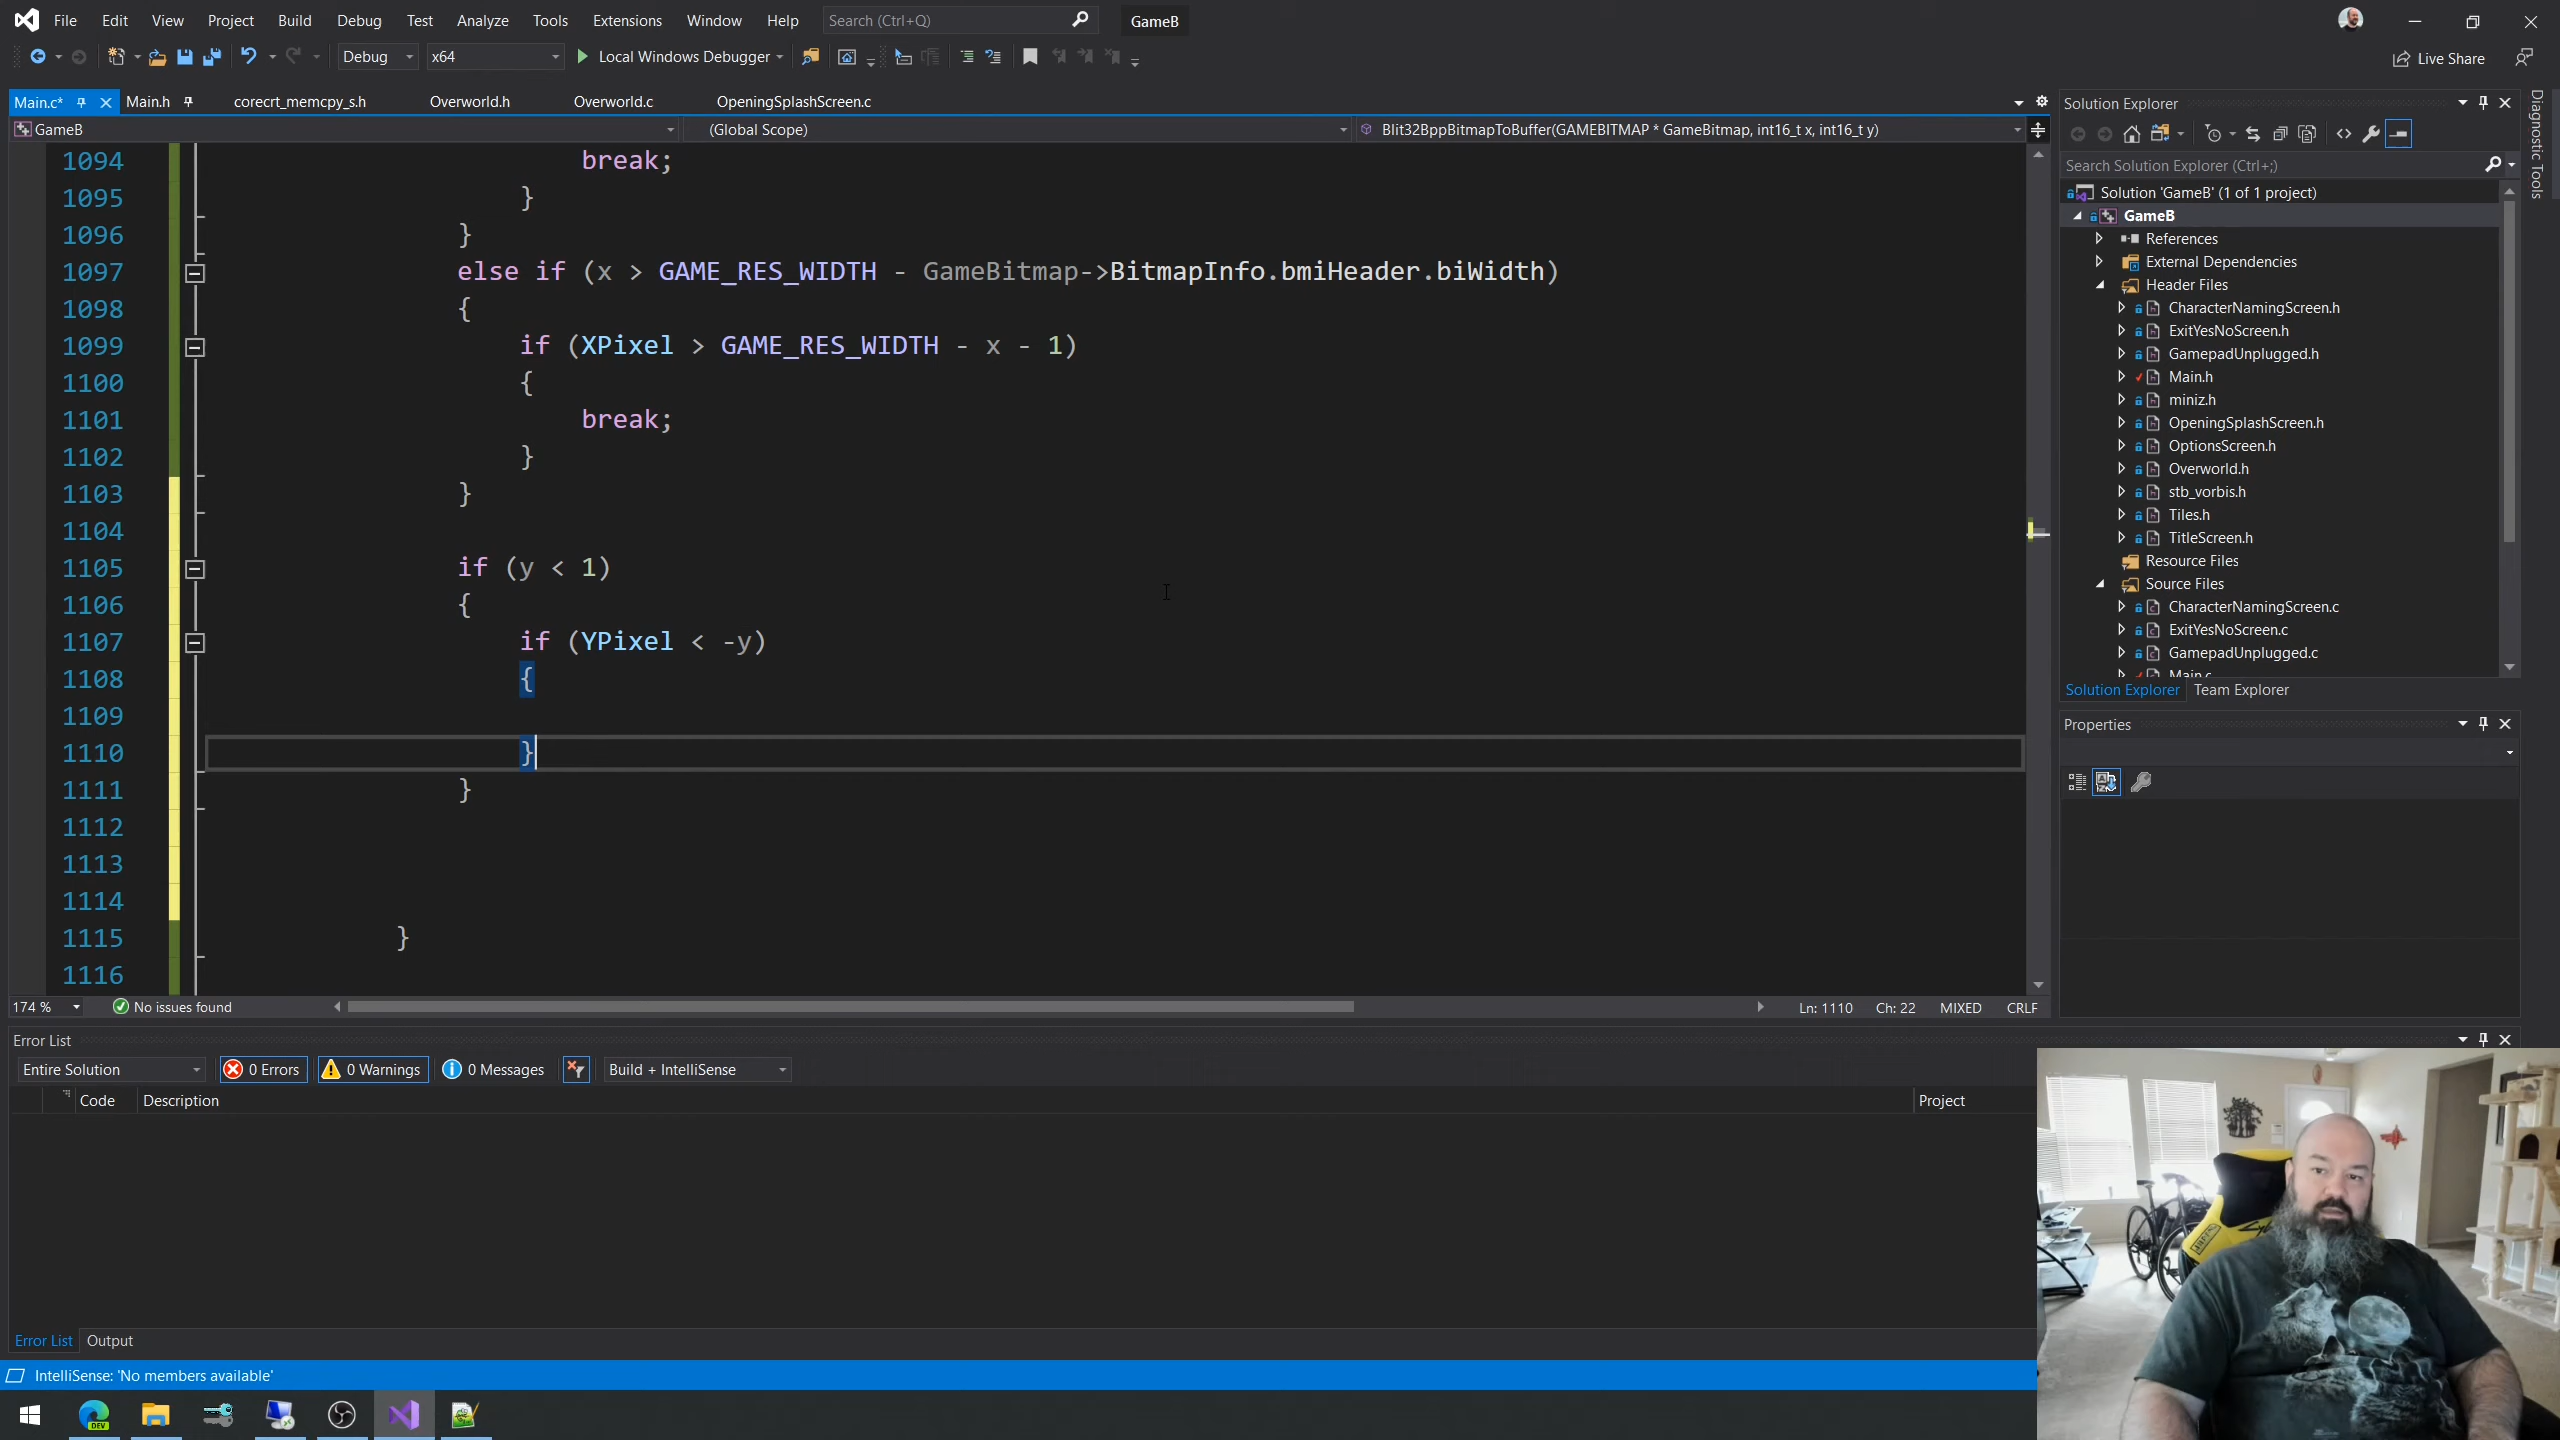 File Edit View Project Build Debug Test Analyze Tools Extensions Window Help Search (Ctrl+Q) GameB
Debug x64 Local Windows Debugger Live Share
Main.c* Main.h corecrt_memcpy_s.h Overworld.h Overworld.c OpeningSplashScreen.c
GameB (Global Scope) Blit32BppBitmapToBuffer(GAMEBITMAP * GameBitmap, int16_t x, int16_t y)
1094 break;
1095 }
1096 }
1097 else if (x > GAME_RES_WIDTH - GameBitmap->BitmapInfo.bmiHeader.biWidth)
1098 {
1099 if (XPixel > GAME_RES_WIDTH - x - 1)
1100 {
1101 break;
1102 }
1103 }
1104
1105 if (y < 1)
1106 {
1107 if (YPixel < -y)
1108 {
1109
1110 }
1111 }
1112
1113
1114
1115 }
1116
174 % No issues found Ln: 1110 Ch: 22 MIXED CRLF
Error List
Entire Solution 0 Errors 0 Warnings 0 Messages Build + IntelliSense
Code Description Project
Error List Output
IntelliSense: 'No members available'
Solution Explorer
Search Solution Explorer (Ctrl+;)
Solution 'GameB' (1 of 1 project)
GameB
References
External Dependencies
Header Files
CharacterNamingScreen.h
ExitYesNoScreen.h
GamepadUnplugged.h
Main.h
miniz.h
OpeningSplashScreen.h
OptionsScreen.h
Overworld.h
stb_vorbis.h
Tiles.h
TitleScreen.h
Resource Files
Source Files
CharacterNamingScreen.c
ExitYesNoScreen.c
GamepadUnplugged.c
Main.c
Solution Explorer Team Explorer
Properties
Diagnostic Tools
DEV